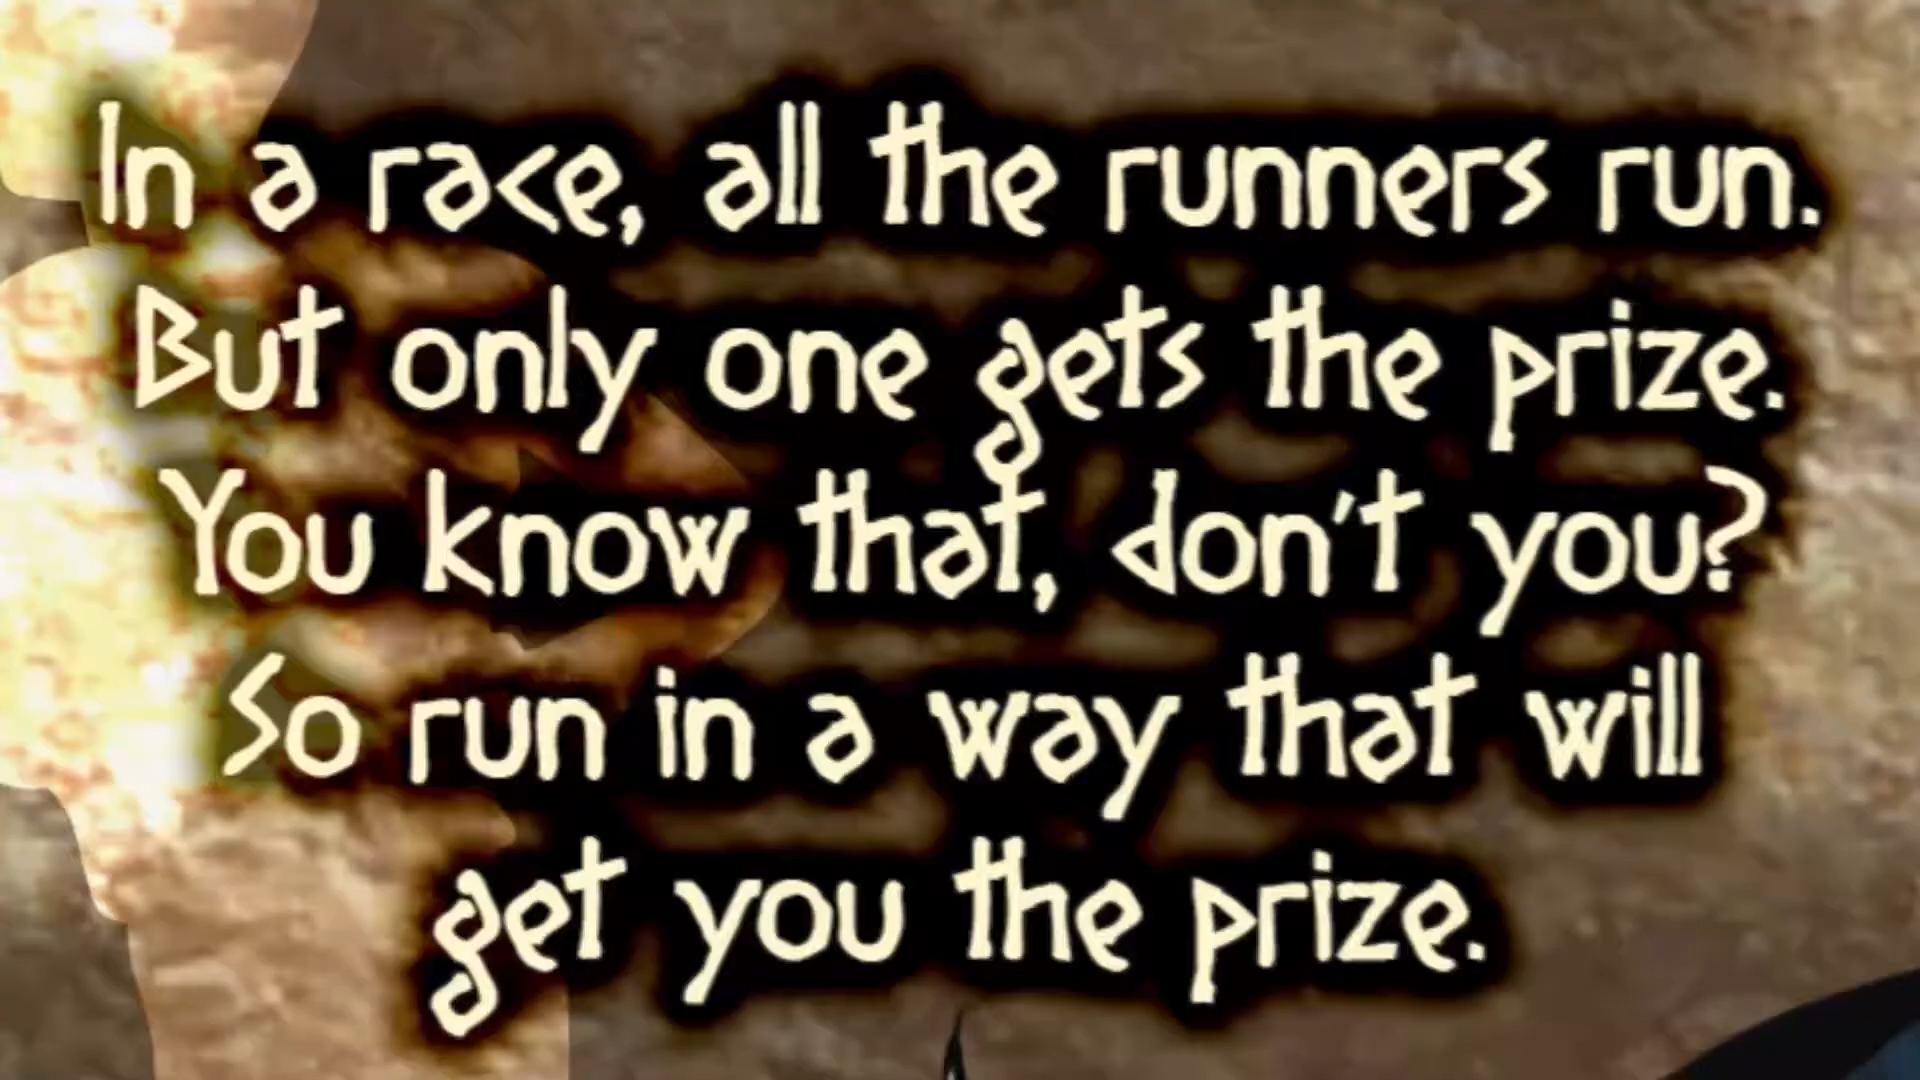 In a race, all the runners run.
But only one gets the prize.
You know that, don't you?
So run in a way that will
get you the prize.